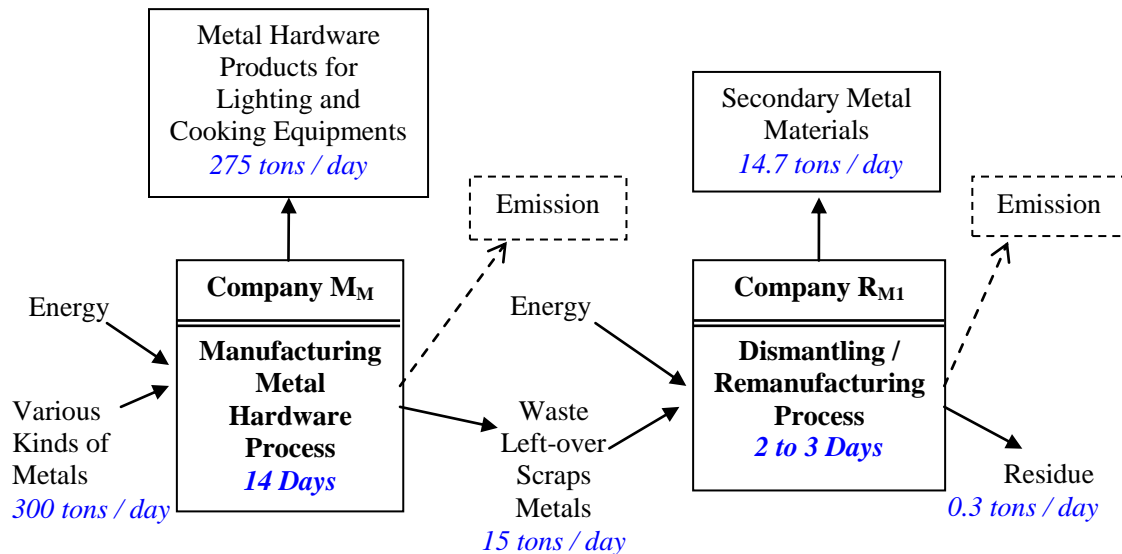 Metal Hardware
Products for
Lighting and
Cooking Equipments
275 tons / day
Emission
Company MM
Energy
Manufacturing
Metal
Hardware
Process
14 Days
Various
Kinds of
Metals
300 tons / day
Waste
Left-over
Scraps
Metals
15 tons / day
Secondary Metal
Materials
14.7 tons / day
Emission
Company RM1
Energy
Dismantling /
Remanufacturing
Process
2 to 3 Days
Residue
0.3 tons / day